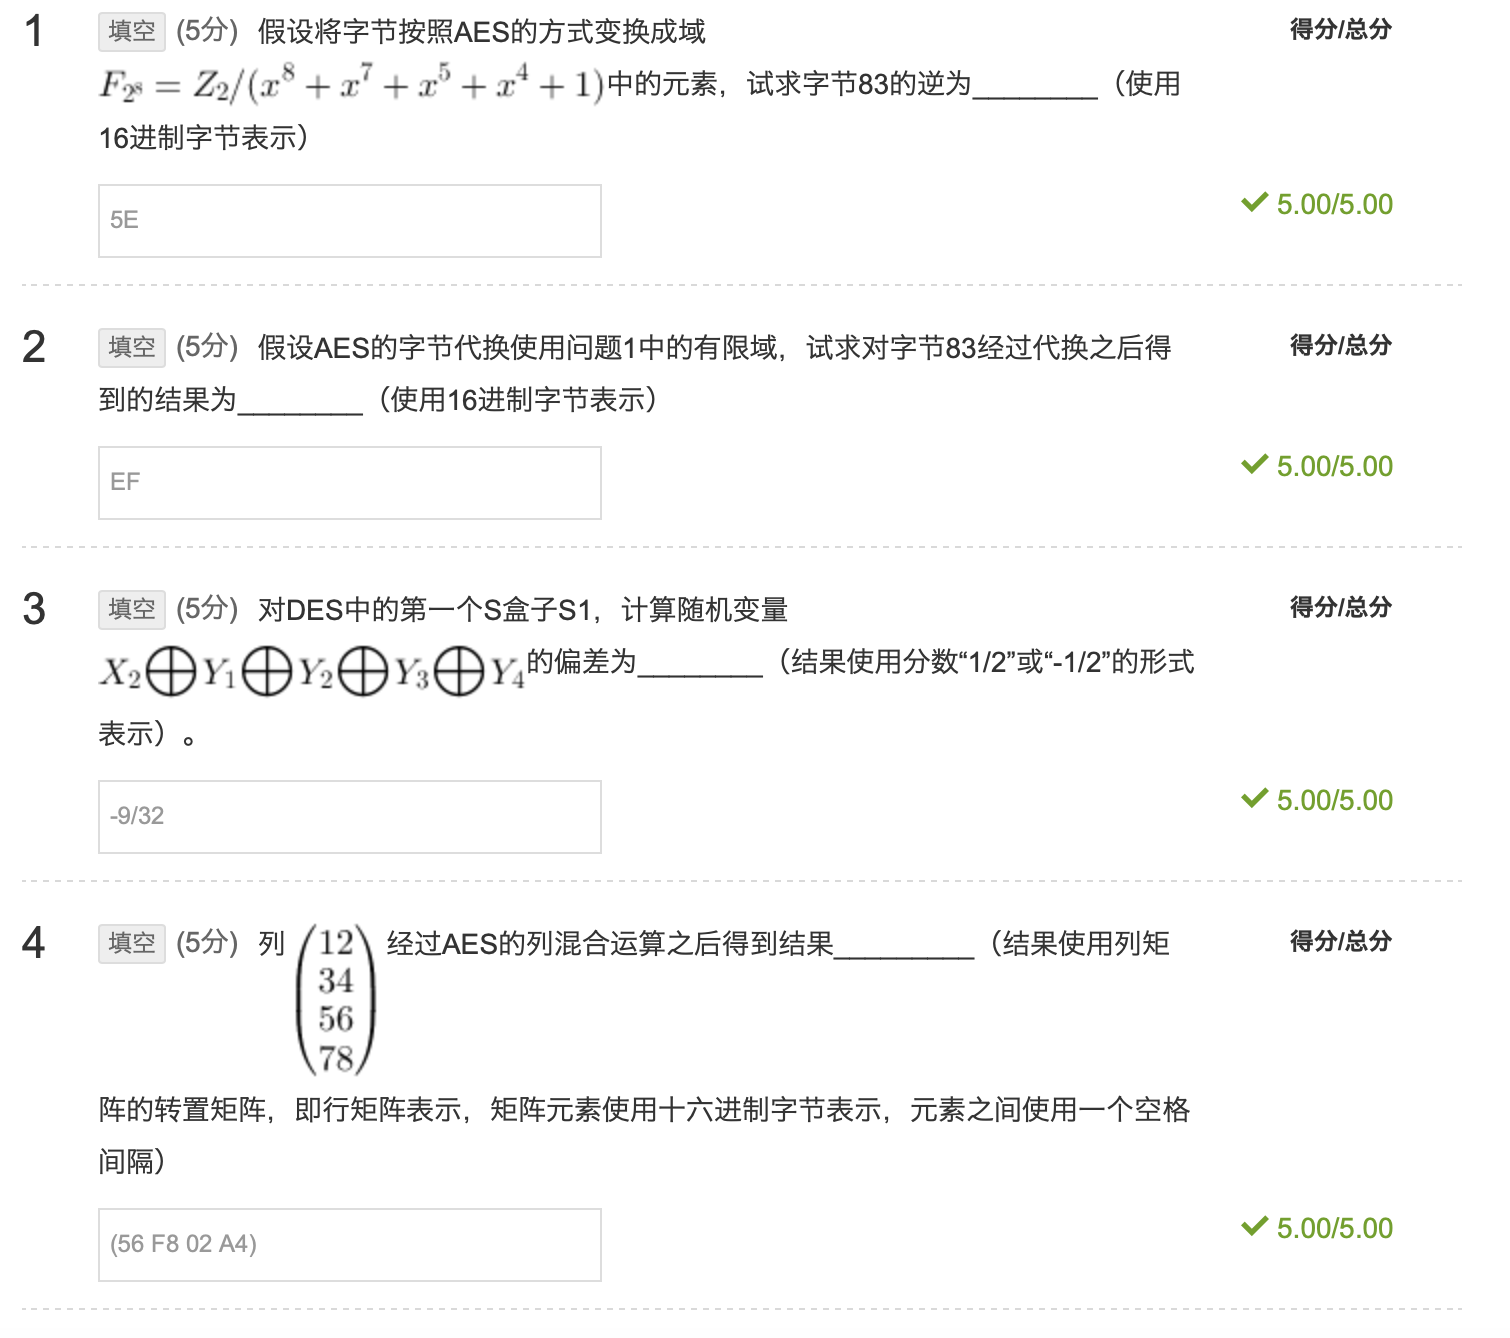 1 填空 (5分) 假设将字节按照AES的方式变换成域 得分/总分
F_{2^8} = Z_2/(x^8 + x^7 + x^5 + x^4 + 1)中的元素，试求字节83的逆为________（使用
16进制字节表示）
5E
5.00/5.00
2 填空 (5分) 假设AES的字节代换使用问题1中的有限域，试求对字节83经过代换之后得 得分/总分
到的结果为________（使用16进制字节表示）
EF
5.00/5.00
3 填空 (5分) 对DES中的第一个S盒子S1，计算随机变量 得分/总分
X_2⊕Y_1⊕Y_2⊕Y_3⊕Y_4的偏差为________（结果使用分数“1/2”或“-1/2”的形式
表示）。
-9/32
5.00/5.00
4 填空 (5分) 列 (12 经过AES的列混合运算之后得到结果_________（结果使用列矩 得分/总分
34
56
78)
阵的转置矩阵，即行矩阵表示，矩阵元素使用十六进制字节表示，元素之间使用一个空格
间隔）
(56 F8 02 A4)
5.00/5.00